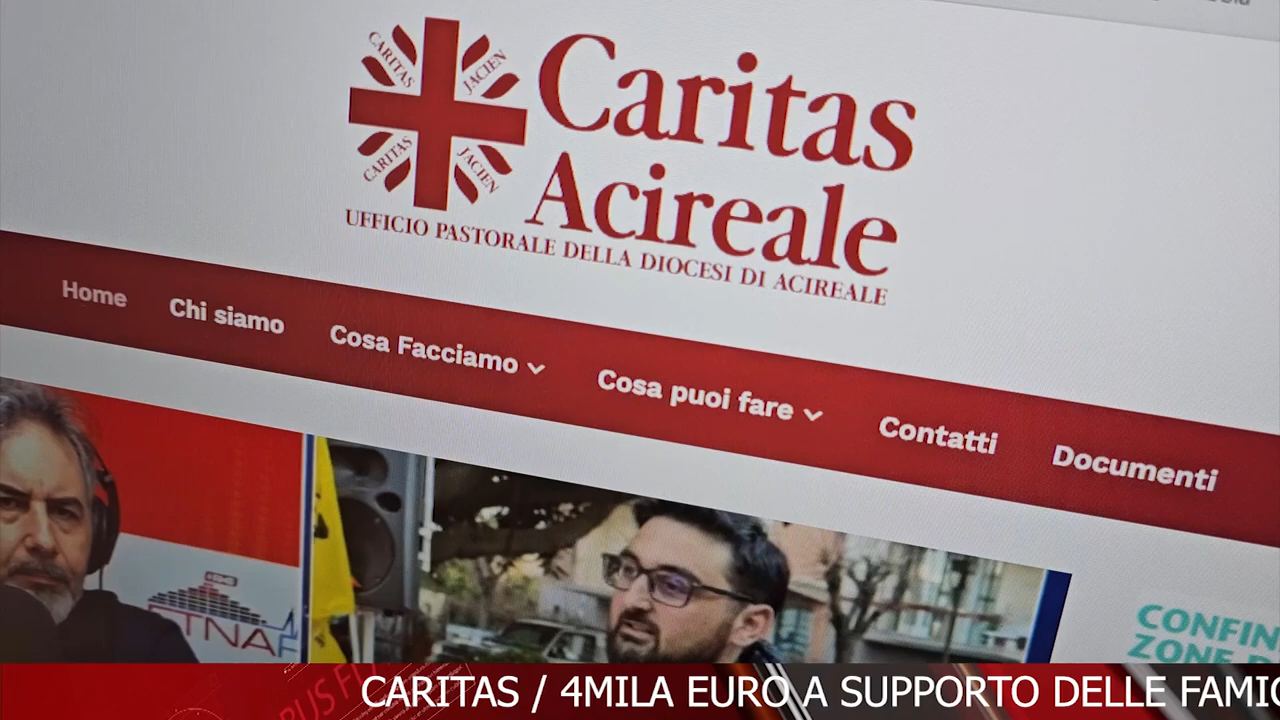 CARITAS
JACIEN
CARITAS
JACIEN
Caritas
Acireale
UFFICIO PASTORALE DELLA DIOCESI DI ACIREALE
Home
Chi siamo
Cosa Facciamo
Cosa puoi fare
Contatti
Documenti
TNA
CONFIN
ZONE
CARITAS / 4MILA EURO A SUPPORTO DELLE FAMIG